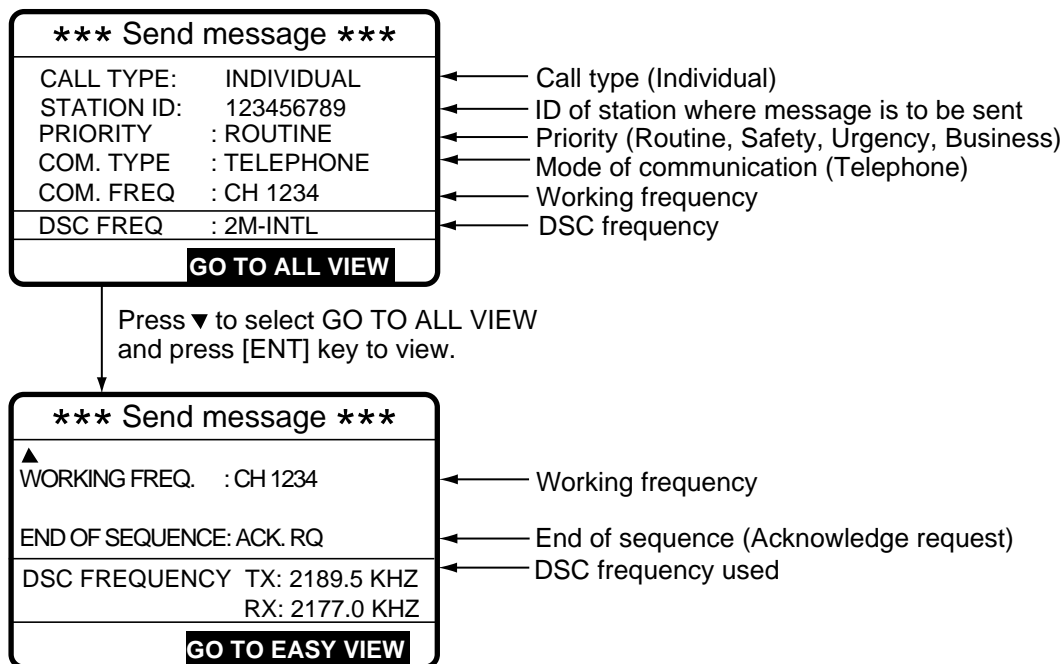 *** Send message ***
CALL TYPE: INDIVIDUAL
STATION ID: 123456789
PRIORITY : ROUTINE
COM. TYPE : TELEPHONE
COM. FREQ : CH 1234
DSC FREQ : 2M-INTL
GO TO ALL VIEW
Call type (Individual)
ID of station where message is to be sent
Priority (Routine, Safety, Urgency, Business)
Mode of communication (Telephone)
Working frequency
DSC frequency
Press ▼ to select GO TO ALL VIEW
and press [ENT] key to view.
*** Send message ***
▲
WORKING FREQ. : CH 1234
END OF SEQUENCE: ACK. RQ
DSC FREQUENCY TX: 2189.5 KHZ
RX: 2177.0 KHZ
GO TO EASY VIEW
Working frequency
End of sequence (Acknowledge request)
DSC frequency used